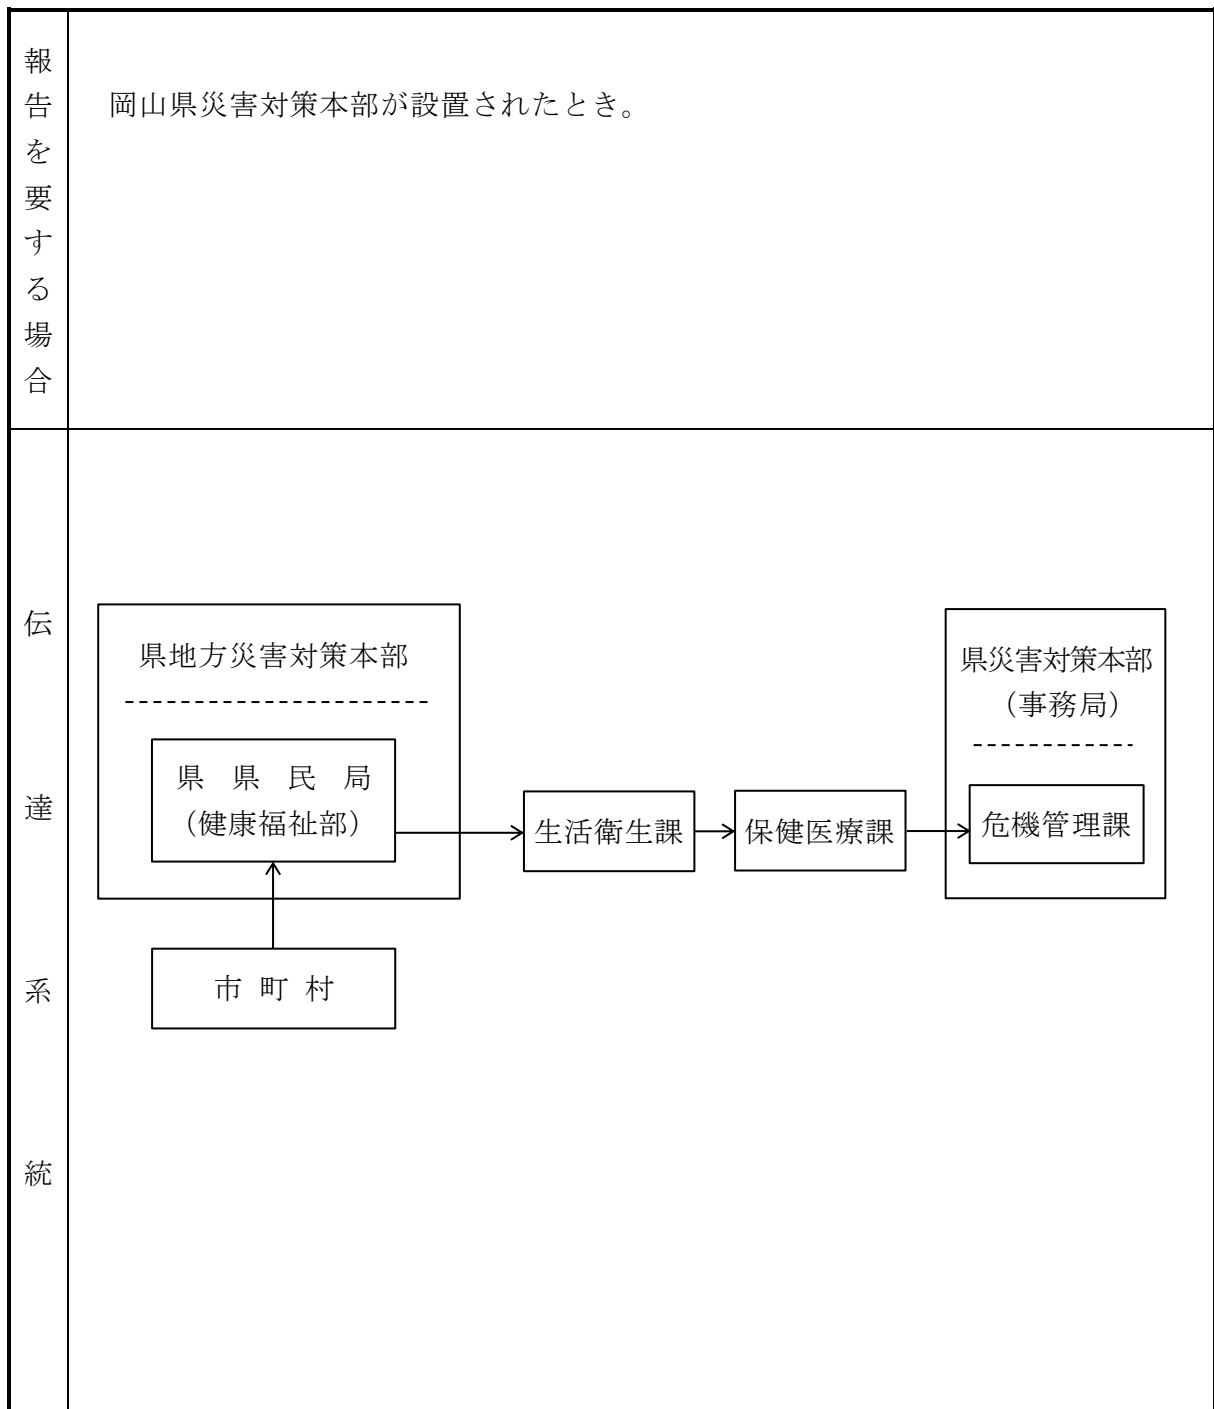 報告を要する場合
岡山県災害対策本部が設置されたとき。
伝達系統
県地方災害対策本部
県県民局
（健康福祉部）
市町村
生活衛生課
保健医療課
県災害対策本部
（事務局）
危機管理課